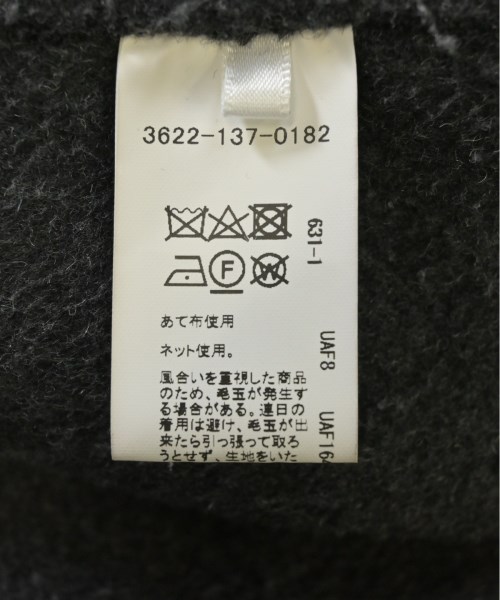 3622-137-0182
F
W
631-1
あて布使用
UAF8
ネット使用。
風合いを重視した商品
のため、毛玉が発生す
る場合がある。連日の
UAF164
着用は避け、毛玉が出
来たら引っ張って取ろ
うとせず、生地をいた